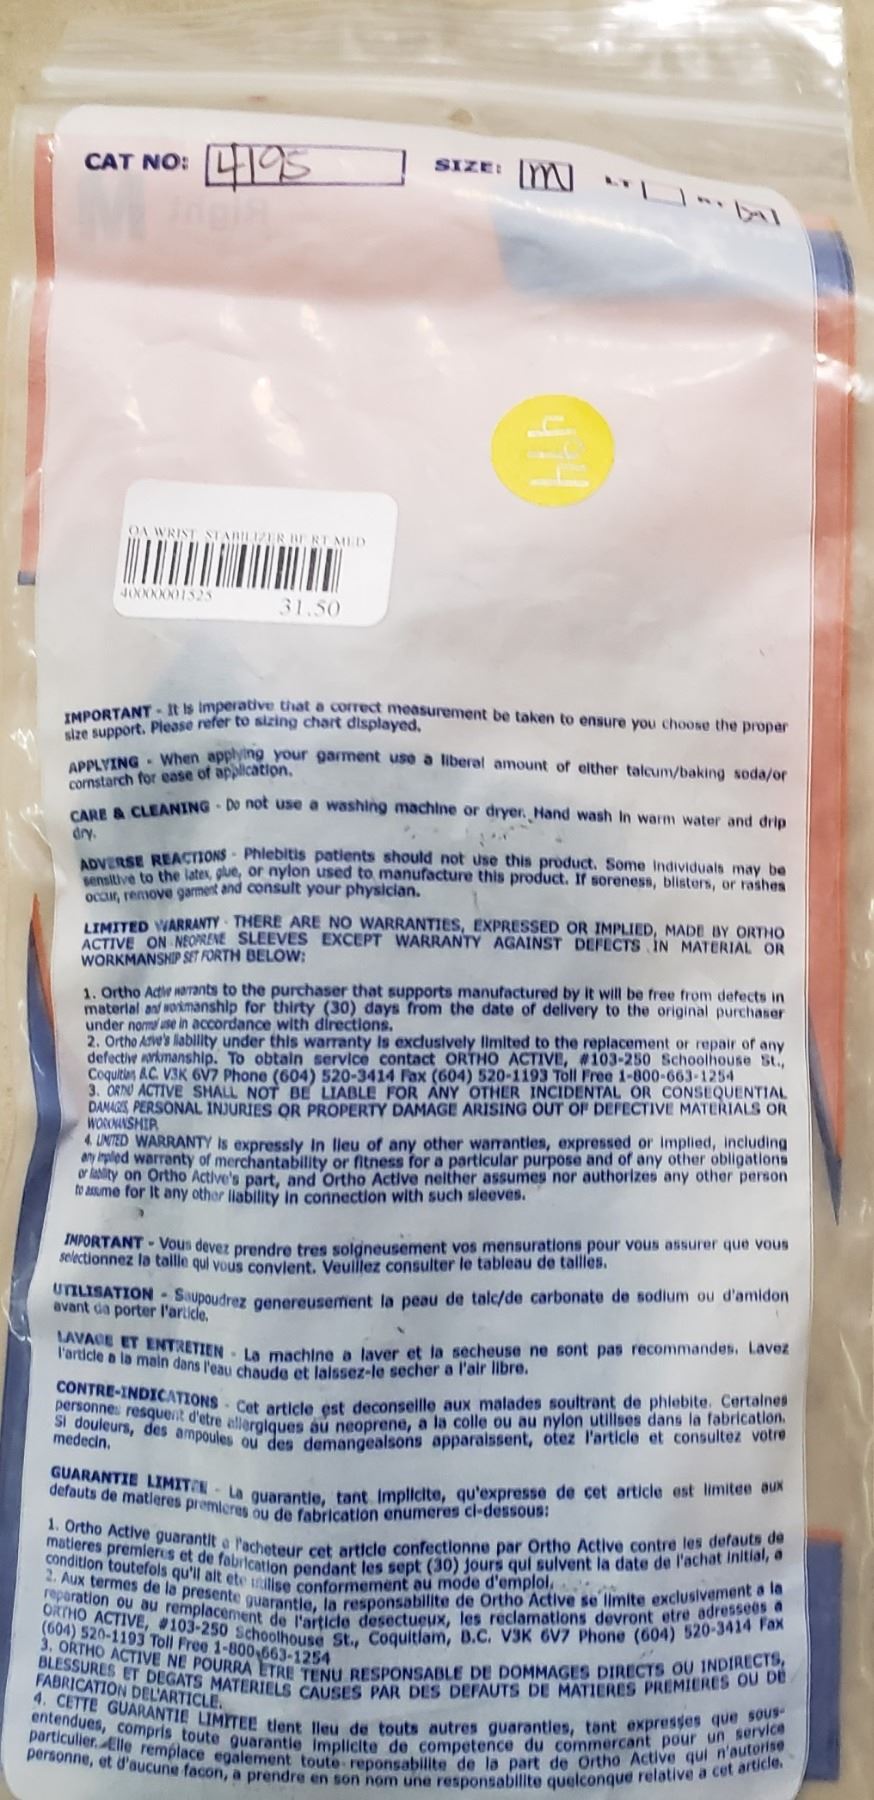 CAT NO: 4195 SIZE: M LT RT
Right M
OA WRIST STABILIZER BF RT MED
40000001525
31.50
IMPORTANT - It is imperative that a correct measurement be taken to ensure you choose the proper
size support. Please refer to sizing chart displayed.
APPLYING - When applying your garment use a liberal amount of either talcum/baking soda/or
cornstarch for ease of application.
CARE & CLEANING - Do not use a washing machine or dryer. Hand wash in warm water and drip
dry.
ADVERSE REACTIONS - Phlebitis patients should not use this product. Some individuals may be
sensitive to the latex, glue, or nylon used to manufacture this product. If soreness, blisters, or rashes
occur, remove garment and consult your physician.
LIMITED WARRANTY - THERE ARE NO WARRANTIES, EXPRESSED OR IMPLIED, MADE BY ORTHO
ACTIVE ON NEOPRENE SLEEVES EXCEPT WARRANTY AGAINST DEFECTS IN MATERIAL OR
WORKMANSHIP SET FORTH BELOW:
1. Ortho Active warrants to the purchaser that supports manufactured by it will be free from defects in
material and workmanship for thirty (30) days from the date of delivery to the original purchaser
under normal use in accordance with directions.
2. Ortho Active's liability under this warranty is exclusively limited to the replacement or repair of any
defective workmanship. To obtain service contact ORTHO ACTIVE, #103-250 Schoolhouse St.,
Coquitlam B.C. V3K 6V7 Phone (604) 520-3414 Fax (604) 520-1193 Toll Free 1-800-663-1254
3. ORTHO ACTIVE SHALL NOT BE LIABLE FOR ANY OTHER INCIDENTAL OR CONSEQUENTIAL
DAMAGES, PERSONAL INJURIES OR PROPERTY DAMAGE ARISING OUT OF DEFECTIVE MATERIALS OR
WORKMANSHIP.
4. LIMITED WARRANTY is expressly in lieu of any other warranties, expressed or implied, including
any implied warranty of merchantability or fitness for a particular purpose and of any other obligations
or liability on Ortho Active's part, and Ortho Active neither assumes nor authorizes any other person
to assume for it any other liability in connection with such sleeves.
IMPORTANT - Vous devez prendre tres soigneusement vos mensurations pour vous assurer que vous
selectionnez la taille qui vous convient. Veuillez consulter le tableau de tailles.
UTILISATION - Saupoudrez genereusement la peau de talc/de carbonate de sodium ou d'amidon
avant da porter l'article.
LAVAGE ET ENTRETIEN - La machine a laver et la secheuse ne sont pas recommandes. Lavez
l'article a la main dans l'eau chaude et laissez-le secher a l'air libre.
CONTRE-INDICATIONS - Cet article est deconseille aux malades soultrant de phlebite. Certaines
personnes resquent d'etre allergiques au neoprene, a la colle ou au nylon utilises dans la fabrication.
Si douleurs, des ampoules ou des demangeaisons apparaissent, otez l'article et consultez votre
medecin.
GUARANTIE LIMITEE - La guarantie, tant implicite, qu'expresse de cet article est limitee aux
defauts de matieres premieres ou de fabrication enumeres ci-dessous:
1. Ortho Active guarantit a l'acheteur cet article confectionne par Ortho Active contre les defauts de
matieres premieres et de fabrication pendant les sept (30) jours qui suivent la date de l'achat initial, a
condition toutefois qu'il ait ete utilise conformement au mode d'emploi.
2. Aux termes de la presente guarantie, la responsabilite de Ortho Active se limite exclusivement a la
reparation ou au remplacement de l'article desectueux, les reclamations devront etre adressees a
ORTHO ACTIVE, #103-250 Schoolhouse St., Coquitlam, B.C. V3K 6V7 Phone (604) 520-3414 Fax
(604) 520-1193 Toll Free 1-800-663-1254
3. ORTHO ACTIVE NE POURRA ETRE TENU RESPONSABLE DE DOMMAGES DIRECTS OU INDIRECTS,
BLESSURES ET DEGATS MATERIELS CAUSES PAR DES DEFAUTS DE MATIERES PREMIERES OU DE
FABRICATION DEL'ARTICLE.
4. CETTE GUARANTIE LIMITEE tient lieu de touts autres guaranties, tant expresses que sous-
entendues, compris toute guarantie implicite de competence du commercant pour un service
particulier. Elle remplace egalement toute reponsabilite de la part de Ortho Active qui n'autorise
personne, et d'aucune facon, a prendre en son nom une responsabilite quelconque relative a cet article.